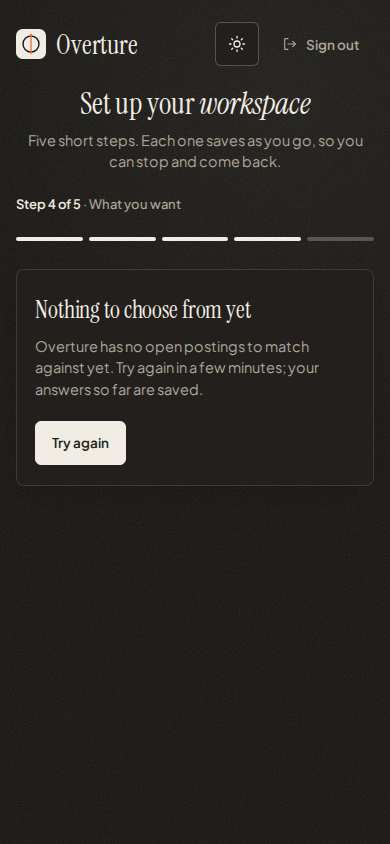 Overture
Sign out
Set up your workspace
Five short steps. Each one saves as you go, so you
can stop and come back.
Step 4 of 5 · What you want
Nothing to choose from yet
Overture has no open postings to match
against yet. Try again in a few minutes; your
answers so far are saved.
Try again